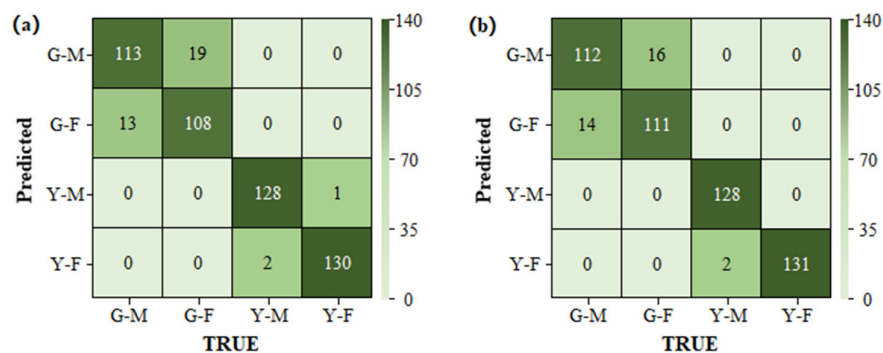 (a)
Predicted
G-M 113 19 0 0
G-F 13 108 0 0
Y-M 0 0 128 1
Y-F 0 0 2 130
G-M G-F Y-M Y-F
TRUE
140
105
70
35
0
(b)
Predicted
G-M 112 16 0 0
G-F 14 111 0 0
Y-M 0 0 128 0
Y-F 0 0 2 131
G-M G-F Y-M Y-F
TRUE
140
105
70
35
0